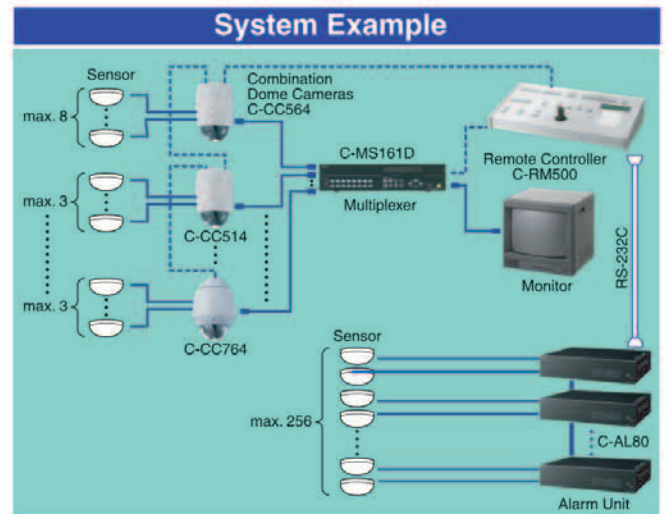 System Example
Sensor
max. 8
Combination
Dome Cameras
C-CC564
max. 3
C-CC514
max. 3
C-CC764
C-MS161D
Multiplexer
Remote Controller
C-RM500
Monitor
RS-232C
Sensor
max. 256
C-AL80
Alarm Unit